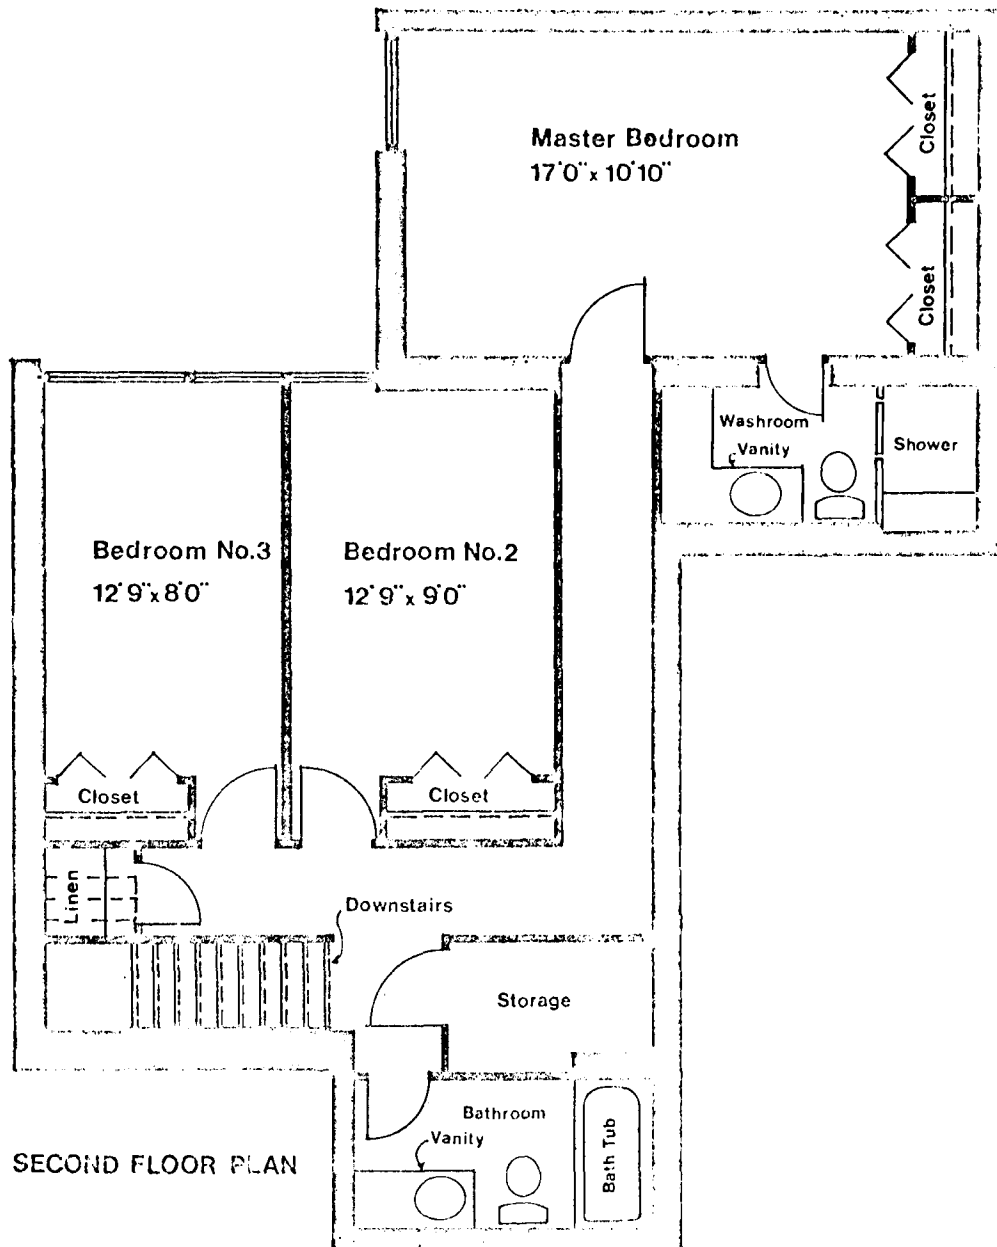 Master Bedroom
17'0" x 10'10"
Closet
Closet
Washroom
Vanity
Shower
Bedroom No.3
12'9" x 8'0"
Bedroom No.2
12'9" x 9'0"
Closet
Closet
Linen
Downstairs
Storage
Bathroom
Vanity
Bath Tub
SECOND FLOOR PLAN